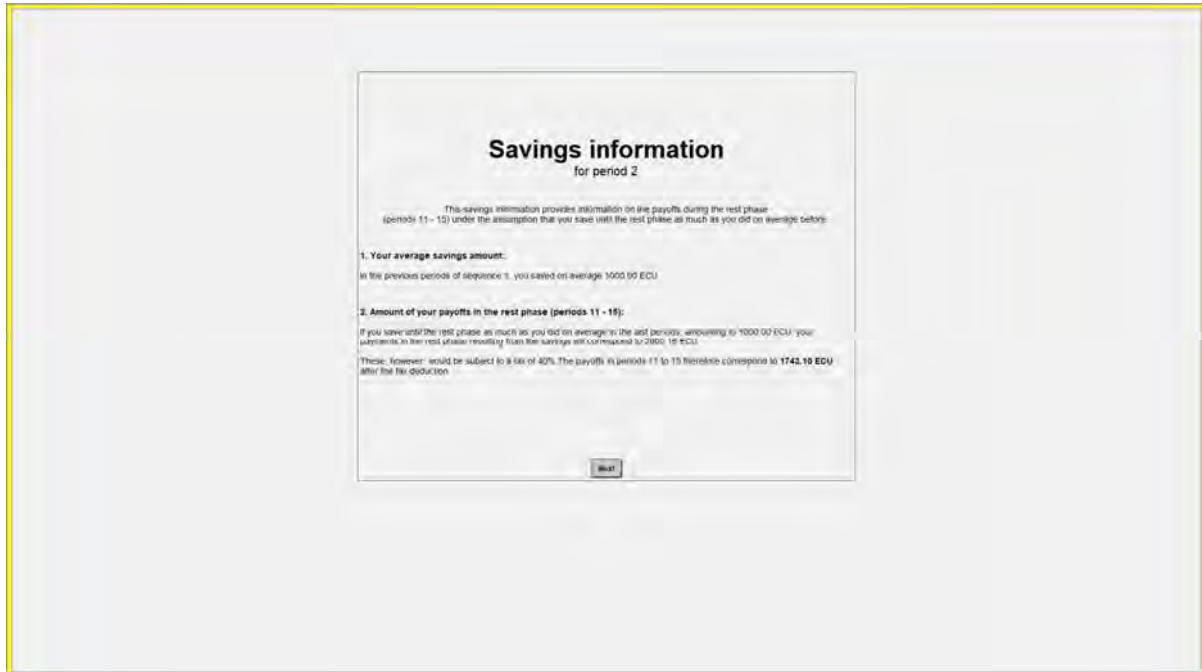 Savings information
for period 2
This savings information provides information on the payoffs during the rest phase
(periods 11 - 15) under the assumption that you save until the rest phase as much as you did on average before
1. Your average savings amount:
In the previous periods of sequence 1, you saved on average 1000.00 ECU
2. Amount of your payoffs in the rest phase (periods 11 - 15):
If you save until the rest phase as much as you did on average in the last periods, amounting to 1000.00 ECU, your
payments in the rest phase resulting from the savings will correspond to ECU
These, however, would be subject to a tax of 40%. The payoffs in periods 11 to 15 therefore correspond to 1743.10 ECU
after the tax deduction
Next